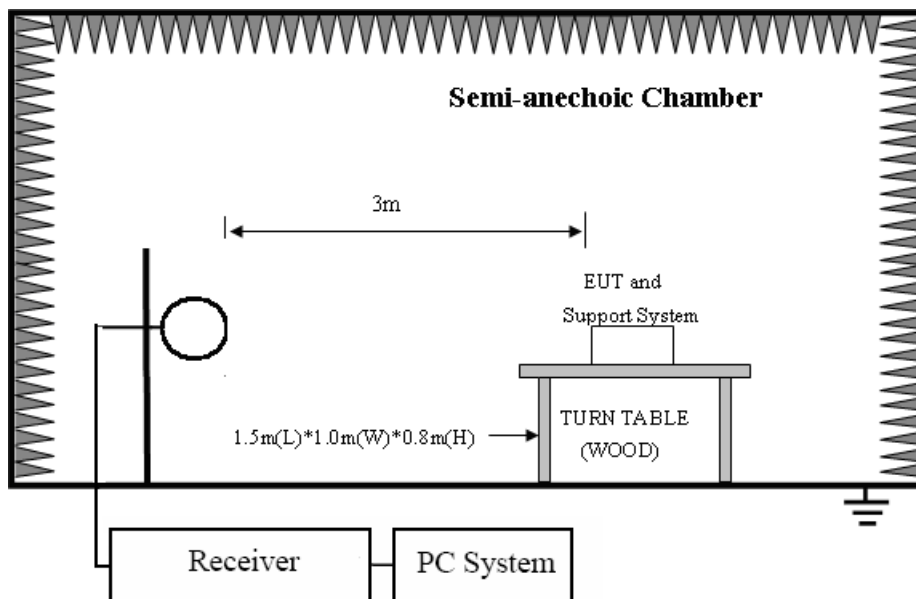 Semi-anechoic Chamber
3m
EUT and
Support System
1.5m(L)*1.0m(W)*0.8m(H)
TURN TABLE
(WOOD)
Receiver
PC System